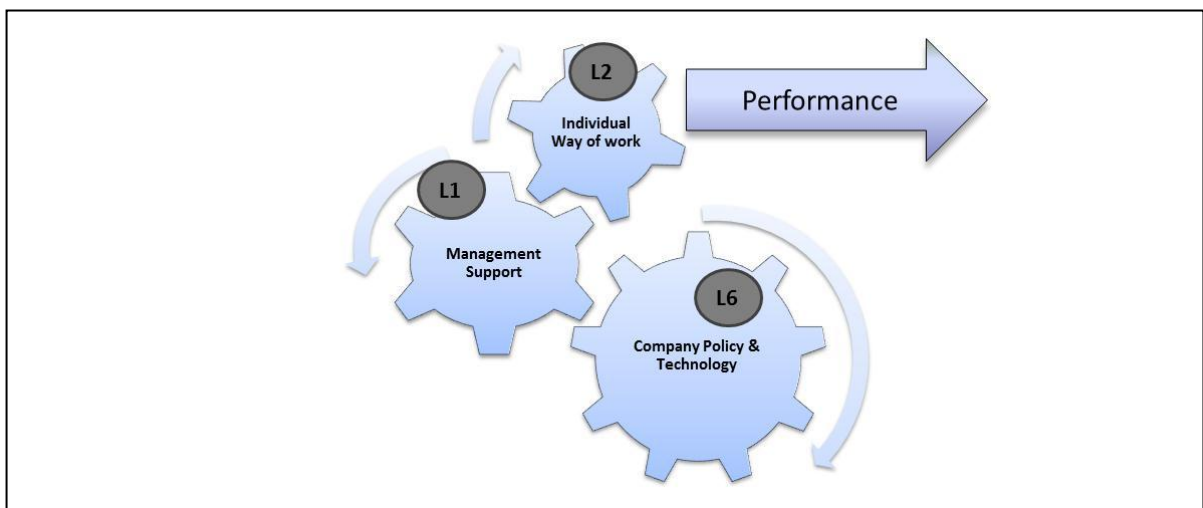 L2
Individual
Way of work
Performance
L1
Management
Support
L6
Company Policy &
Technology